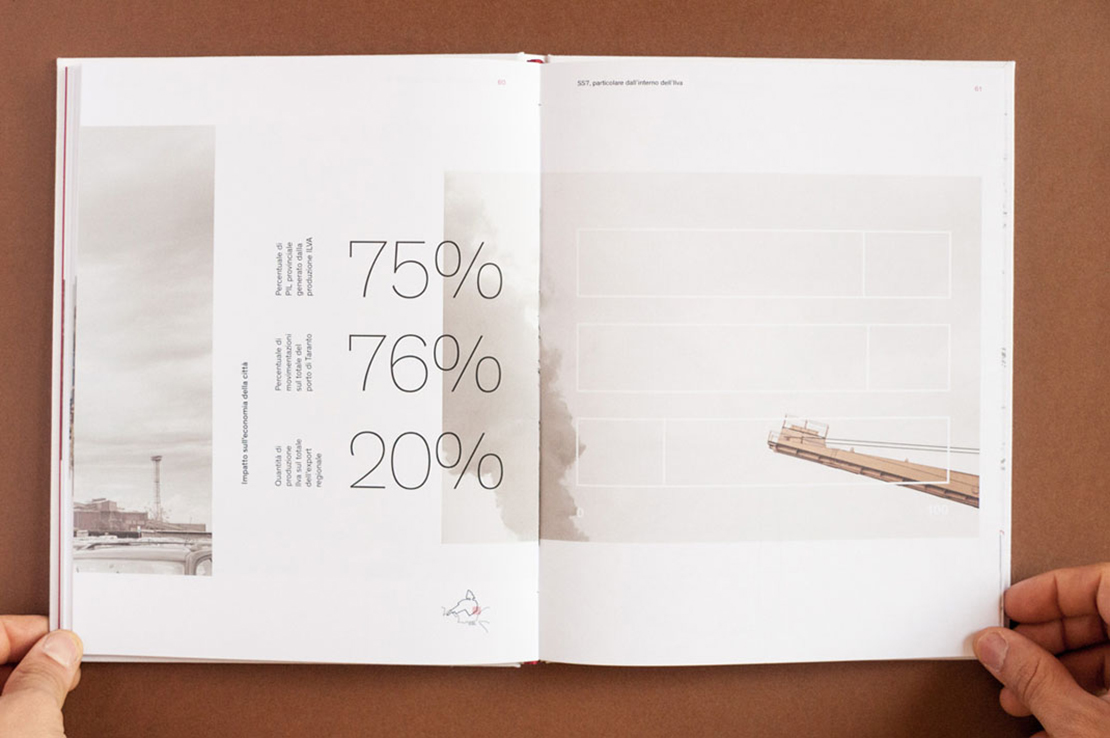 60
SS7, particolare dall'interno dell'Ilva
61
Impatto sull'economia della città
Percentuale di
PIL provinciale
generato dalla
produzione ILVA
75%
Percentuale di
movimentazioni
sul totale del
porto di Taranto
76%
Quantità di
produzione
Ilva sul totale
dell'export
regionale
20%
0
100